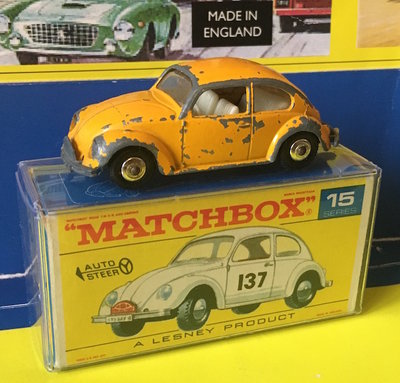 MADE IN
ENGLAND
"MATCHBOX"®
15
SERIES
AUTO
STEER
137
A LESNEY PRODUCT